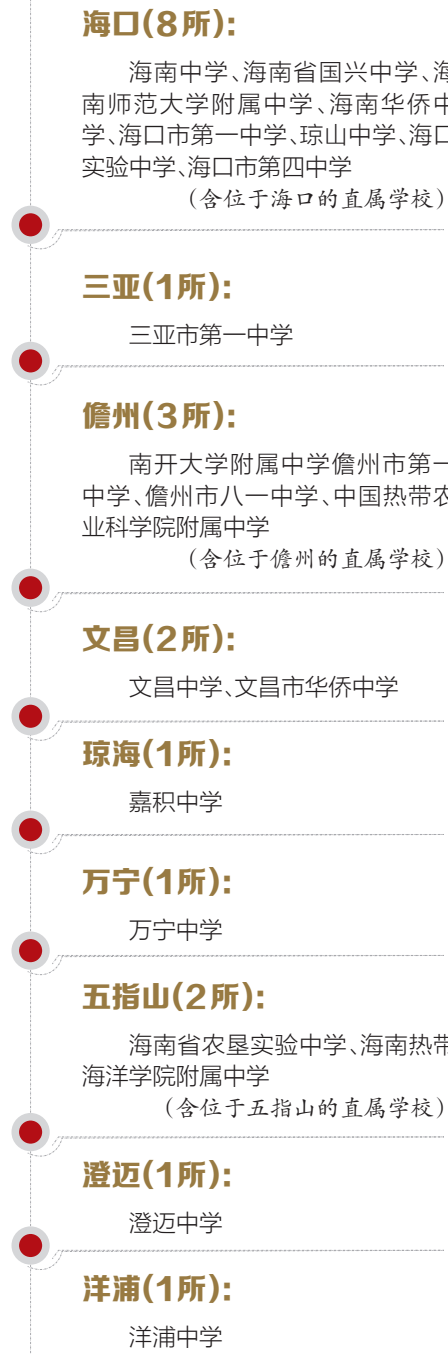 海口(8所):
海南中学、海南省国兴中学、海
南师范大学附属中学、海南华侨中
学、海口市第一中学、琼山中学、海口
实验中学、海口市第四中学
(含位于海口的直属学校)
三亚(1所):
三亚市第一中学
儋州(3所):
南开大学附属中学儋州市第一
中学、儋州市八一中学、中国热带农
业科学院附属中学
(含位于儋州的直属学校)
文昌(2所):
文昌中学、文昌市华侨中学
琼海(1所):
嘉积中学
万宁(1所):
万宁中学
五指山(2所):
海南省农垦实验中学、海南热带
海洋学院附属中学
(含位于五指山的直属学校)
澄迈(1所):
澄迈中学
洋浦(1所):
洋浦中学